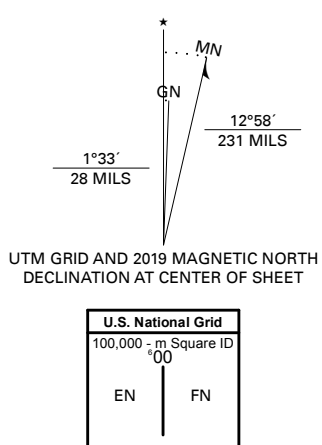 ★
MN
GN
12°58´
231 MILS
1°33´
28 MILS
UTM GRID AND 2019 MAGNETIC NORTH
DECLINATION AT CENTER OF SHEET
U.S. National Grid
100,000 - m Square ID
⁶00
EN FN